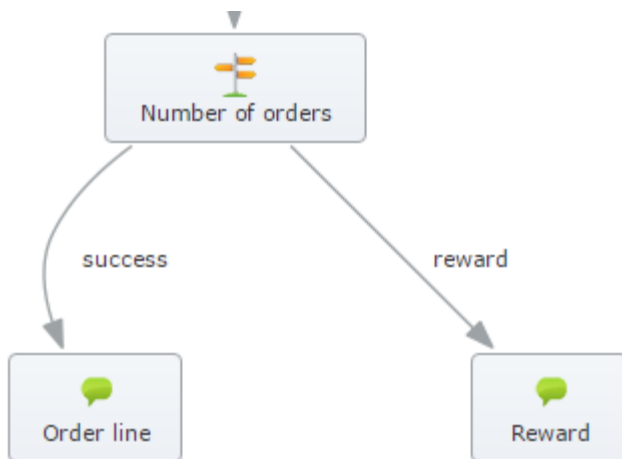 Number of orders
success
reward
Order line
Reward